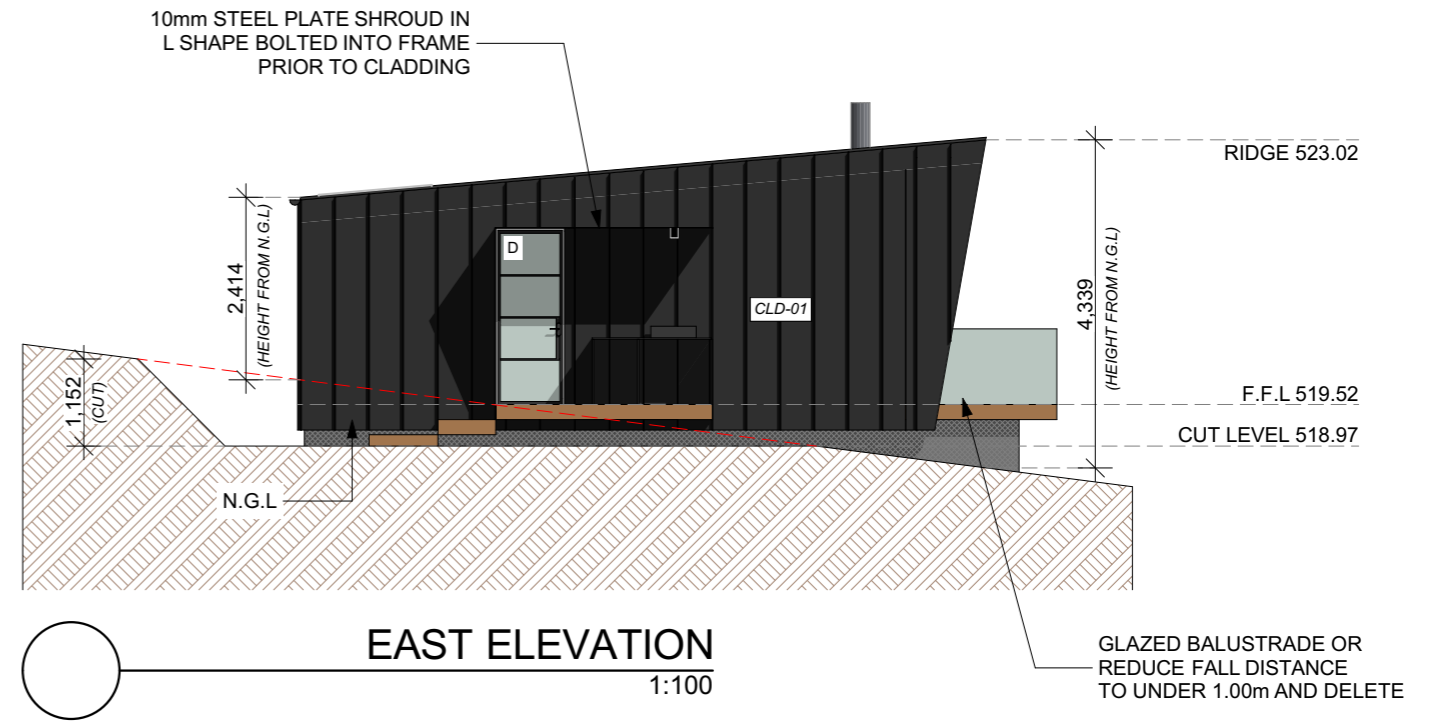 10mm STEEL PLATE SHROUD IN
L SHAPE BOLTED INTO FRAME
PRIOR TO CLADDING
RIDGE 523.02
2,414
(HEIGHT FROM N.G.L)
D
CLD-01
4,339
(HEIGHT FROM N.G.L)
1,152
(CUT)
F.F.L 519.52
CUT LEVEL 518.97
N.G.L
EAST ELEVATION
1:100
GLAZED BALUSTRADE OR
REDUCE FALL DISTANCE
TO UNDER 1.00m AND DELETE